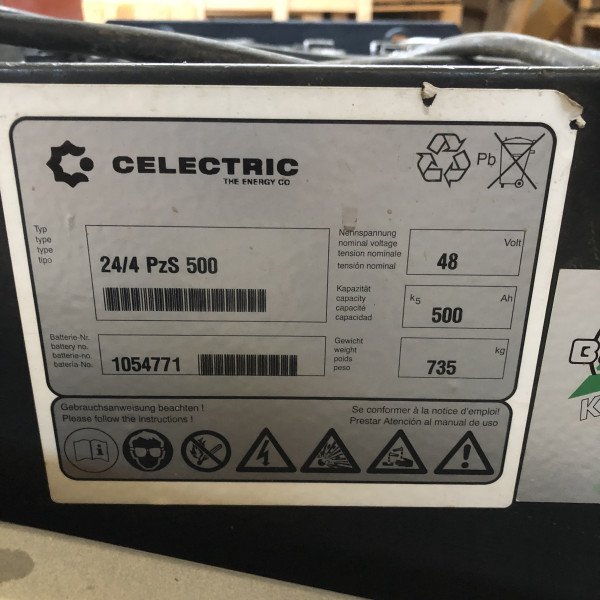 CELECTRIC
THE ENERGY CO
Pb
Typ
type
type
tipo
24/4 PzS 500
Nennspannung
nominal voltage
tension nominale
tensión nominal
48
Volt
Kapazität
capacity
capacité
capacidad
k5
500
Ah
Batterie-Nr.
battery no.
batterie-no.
batería-No.
1054771
Gewicht
weight
poids
peso
735
kg
Gebrauchsanweisung beachten !
Please follow the instructions !
Se conformer à la notice d'emploi!
Prestar Atención al manual de uso